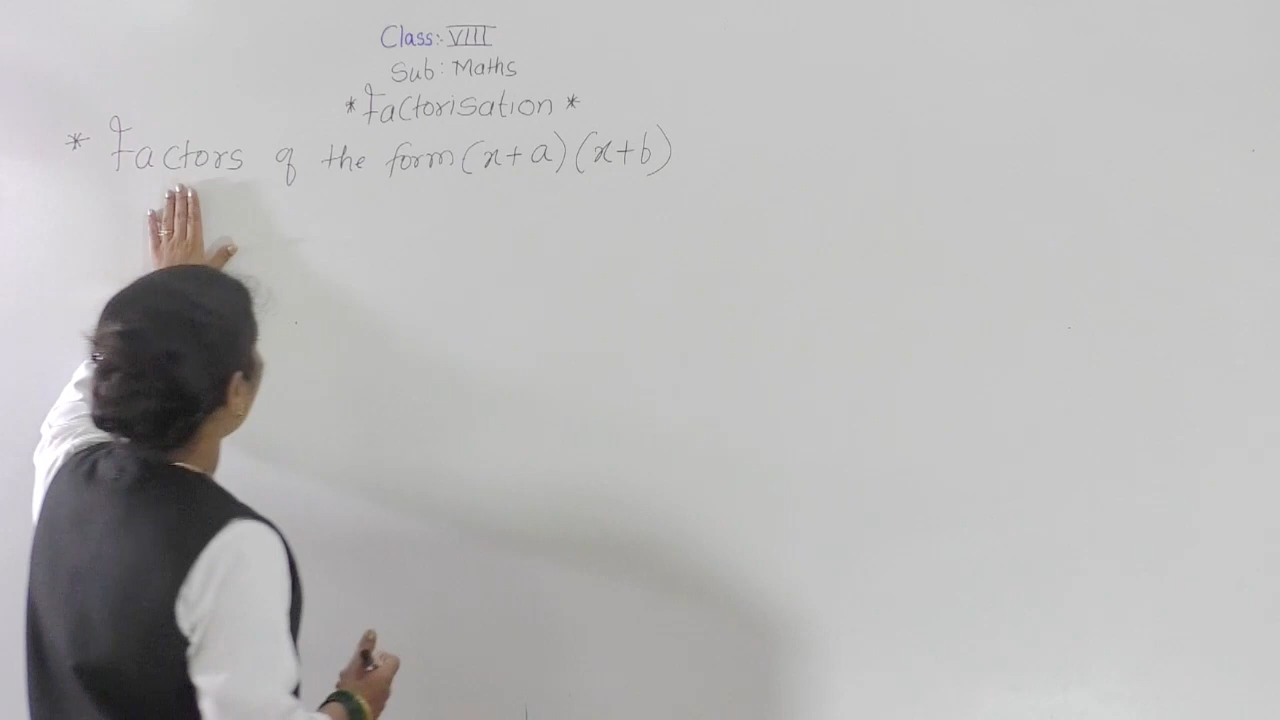 Class:- VIII
Sub: Maths
* Factorisation *
* Factors of the form (x+a)(x+b)